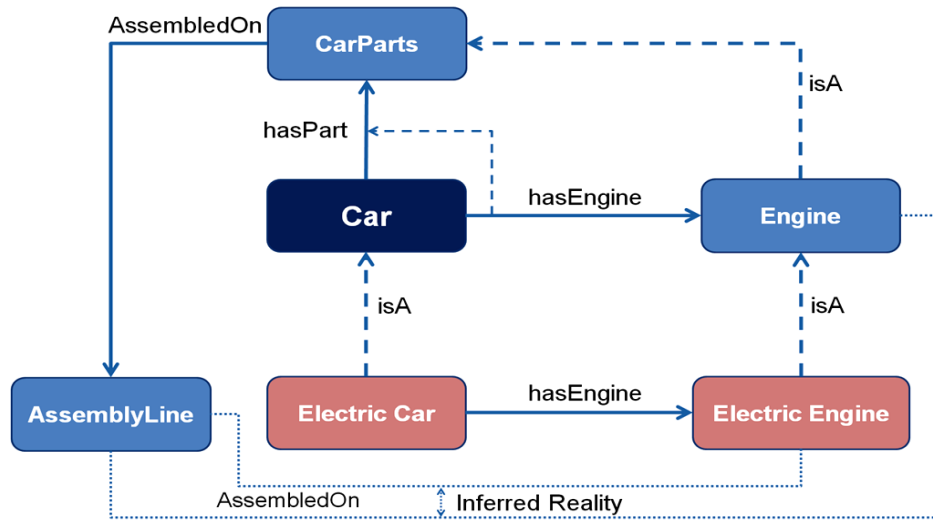 AssembledOn
CarParts
isA
hasPart
Car
hasEngine
Engine
isA
isA
AssemblyLine
Electric Car
hasEngine
Electric Engine
AssembledOn
Inferred Reality